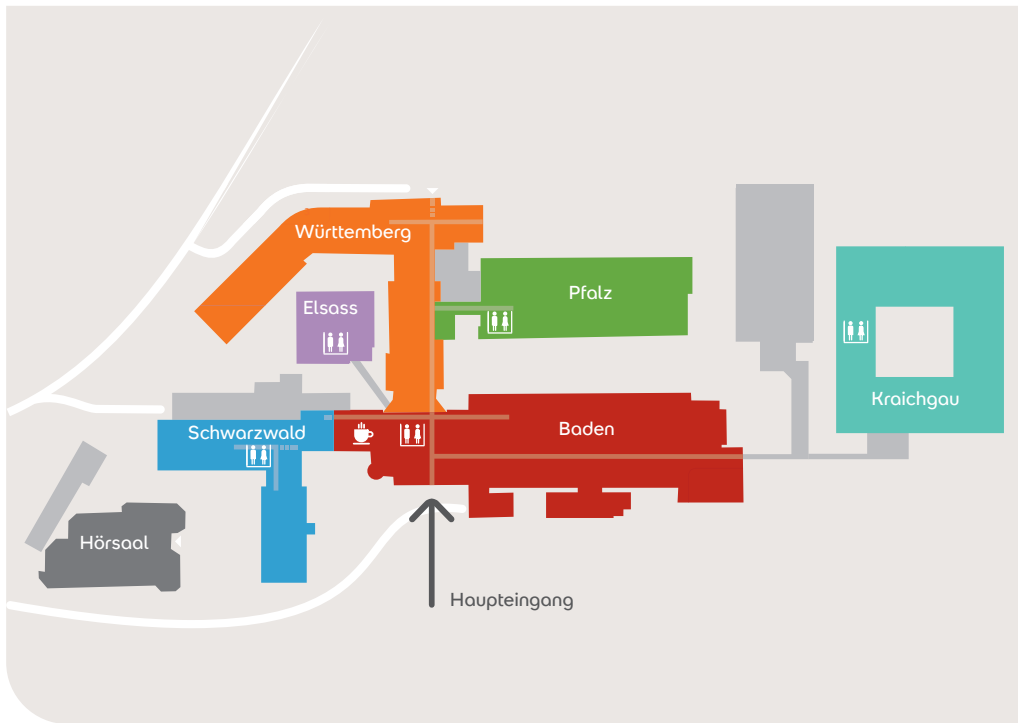 Württemberg
Pfalz
Elsass
Kraichgau
Schwarzwald
Baden
Hörsaal
Haupteingang